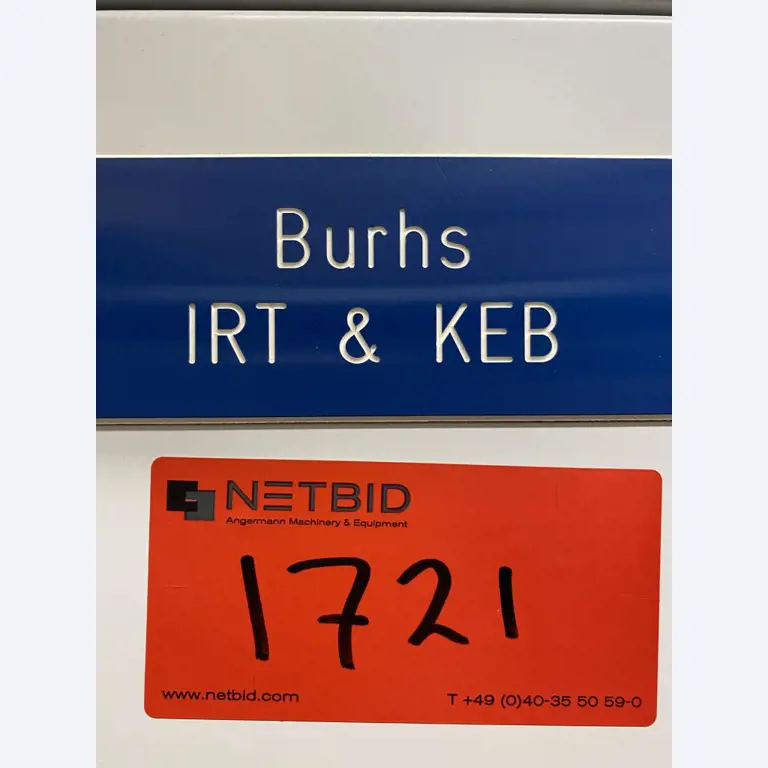 Burhs
IRT & KEB
NETBID
Angermann Machinery & Equipment
1721
www.netbid.com
T +49 (0)40-35 50 59-0